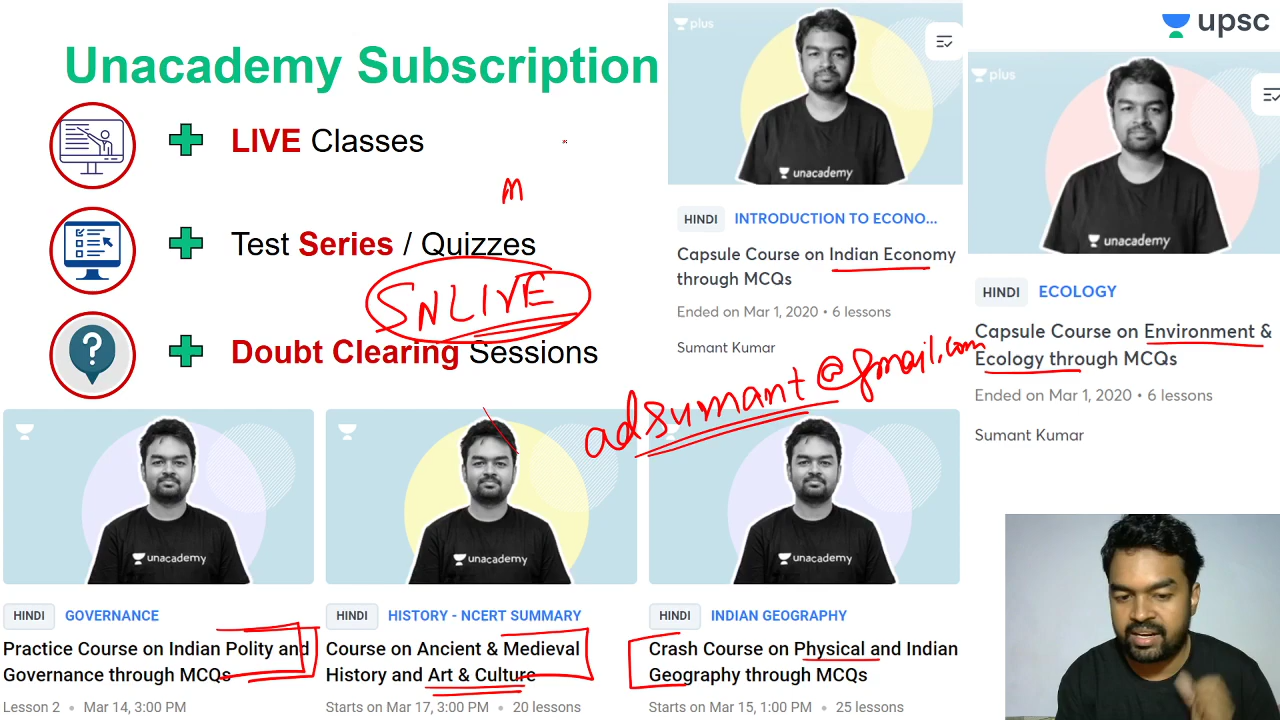 Unacademy Subscription
LIVE Classes
m
Test Series / Quizzes
SNLIVE
Doubt Clearing Sessions
adsumant@gmail.com
plus
unacademy
HINDI INTRODUCTION TO ECONO...
Capsule Course on Indian Economy
through MCQs
Ended on Mar 1, 2020 • 6 lessons
Sumant Kumar
upsc
plus
unacademy
HINDI ECOLOGY
Capsule Course on Environment &
Ecology through MCQs
Ended on Mar 1, 2020 • 6 lessons
Sumant Kumar
unacademy
HINDI GOVERNANCE
Practice Course on Indian Polity and
Governance through MCQs
Lesson 2 • Mar 14, 3:00 PM
unacademy
HINDI HISTORY - NCERT SUMMARY
Course on Ancient & Medieval
History and Art & Culture
Starts on Mar 17, 3:00 PM • 20 lessons
unacademy
HINDI INDIAN GEOGRAPHY
Crash Course on Physical and Indian
Geography through MCQs
Starts on Mar 15, 1:00 PM • 25 lessons